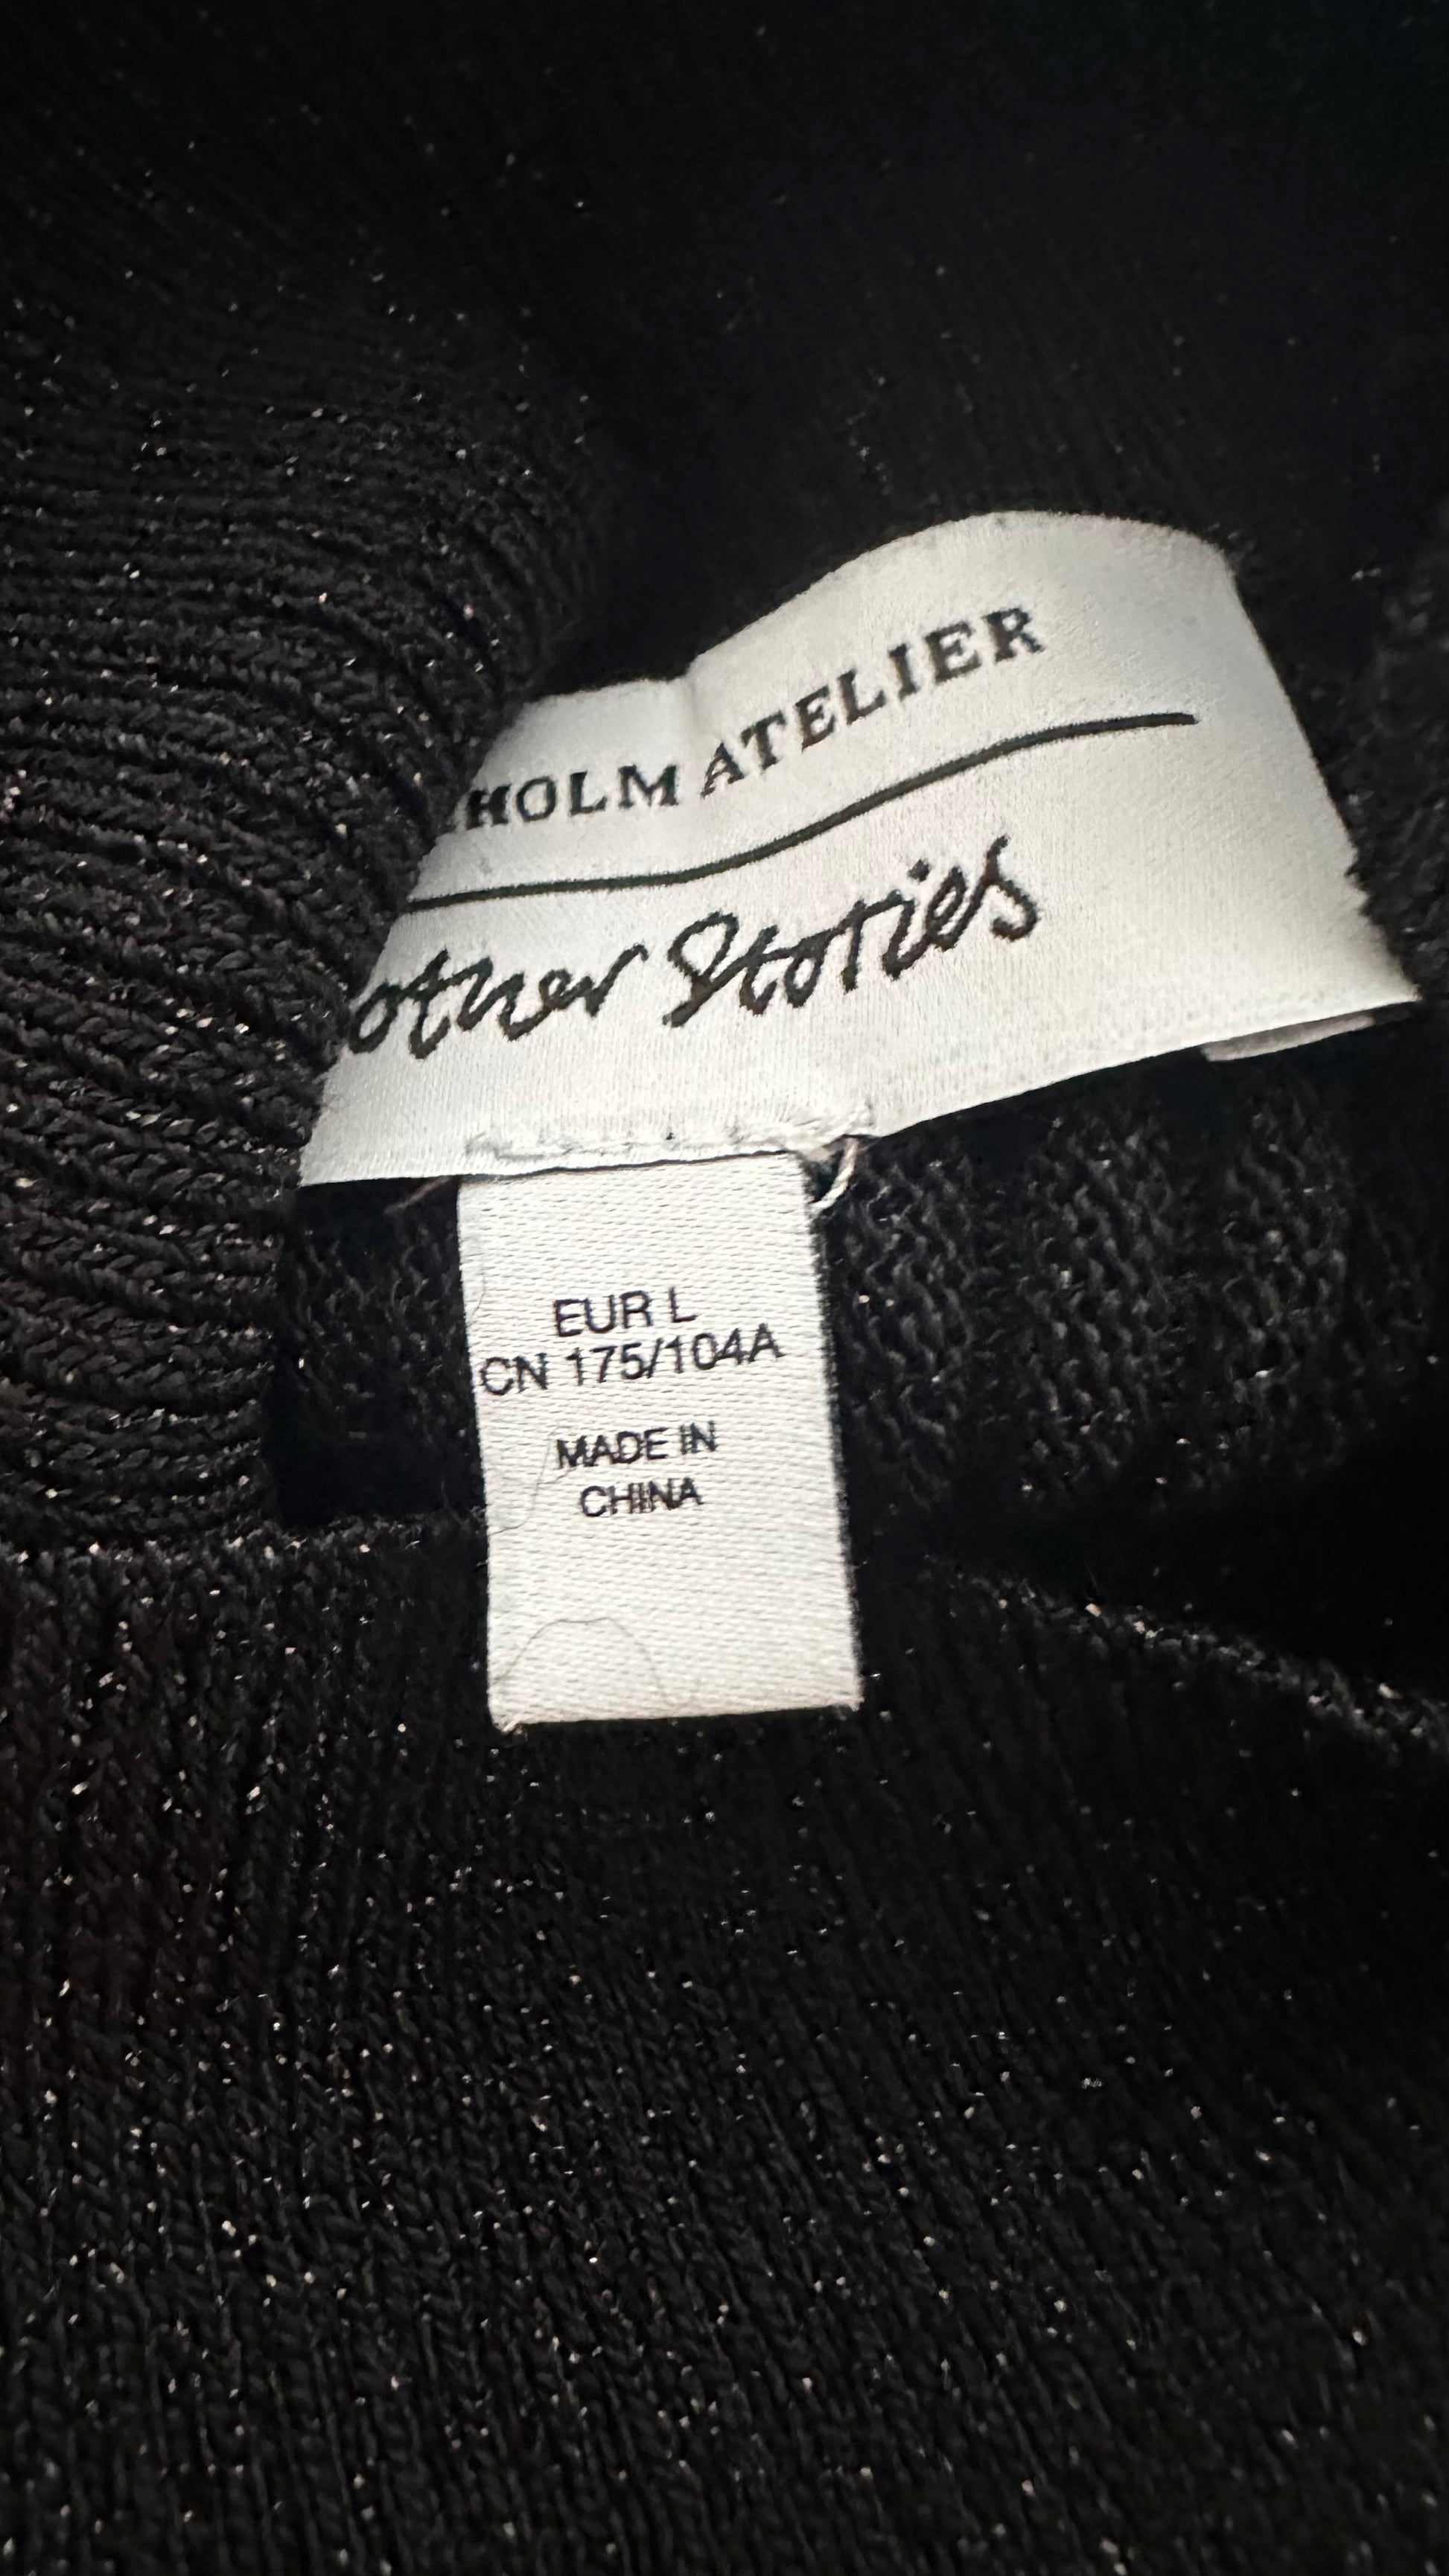 HOLM ATELIER
other Stories
EUR L
CN 175/104A
MADE IN
CHINA